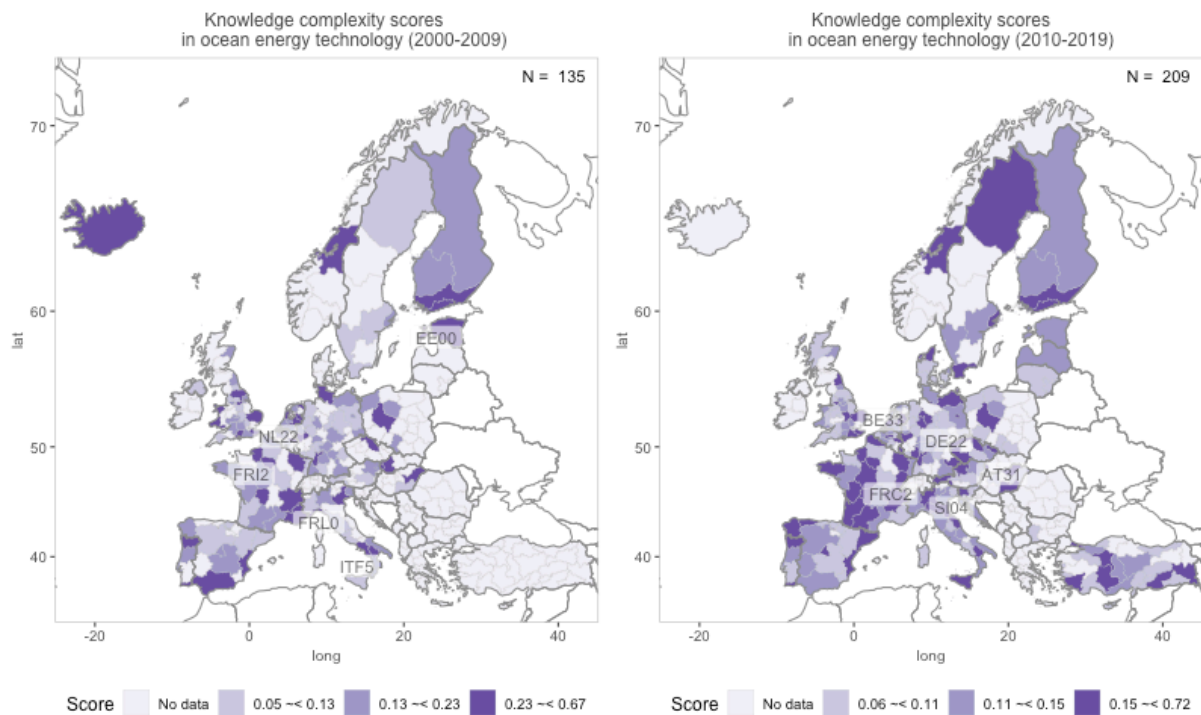 Knowledge complexity scores
in ocean energy technology (2000-2009)
N = 135
70
60
50
40
lat
-20
0
20
40
long
EE00
NL22
FRI2
FRL0
ITF5
Score No data 0.05 ~< 0.13 0.13 ~< 0.23 0.23 ~< 0.67
Knowledge complexity scores
in ocean energy technology (2010-2019)
N = 209
70
60
50
40
lat
-20
0
20
40
long
BE33
DE22
AT31
FRC2
SI04
Score No data 0.06 ~< 0.11 0.11 ~< 0.15 0.15 ~< 0.72